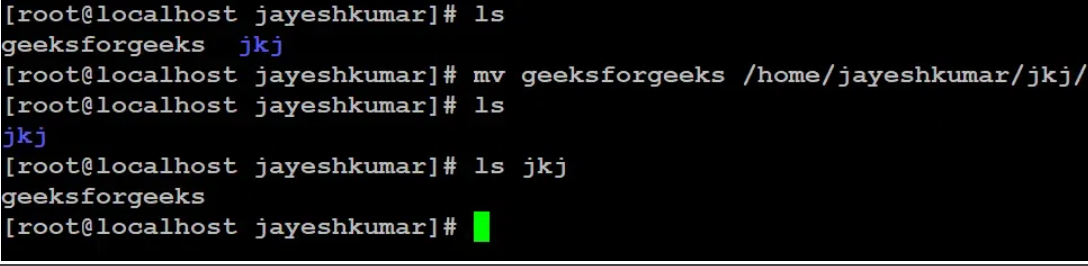 [root@localhost jayeshkumar]# ls
geeksforgeeks  jkj
[root@localhost jayeshkumar]# mv geeksforgeeks /home/jayeshkumar/jkj/
[root@localhost jayeshkumar]# ls
jkj
[root@localhost jayeshkumar]# ls jkj
geeksforgeeks
[root@localhost jayeshkumar]#